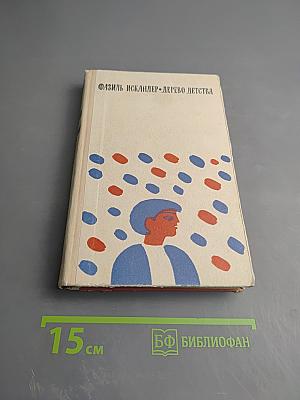 ФАЗИЛЬ ИСКАНДЕР • ДЕРЕВО ДЕТСТВА
15 см
БФ БИБЛИОФАН